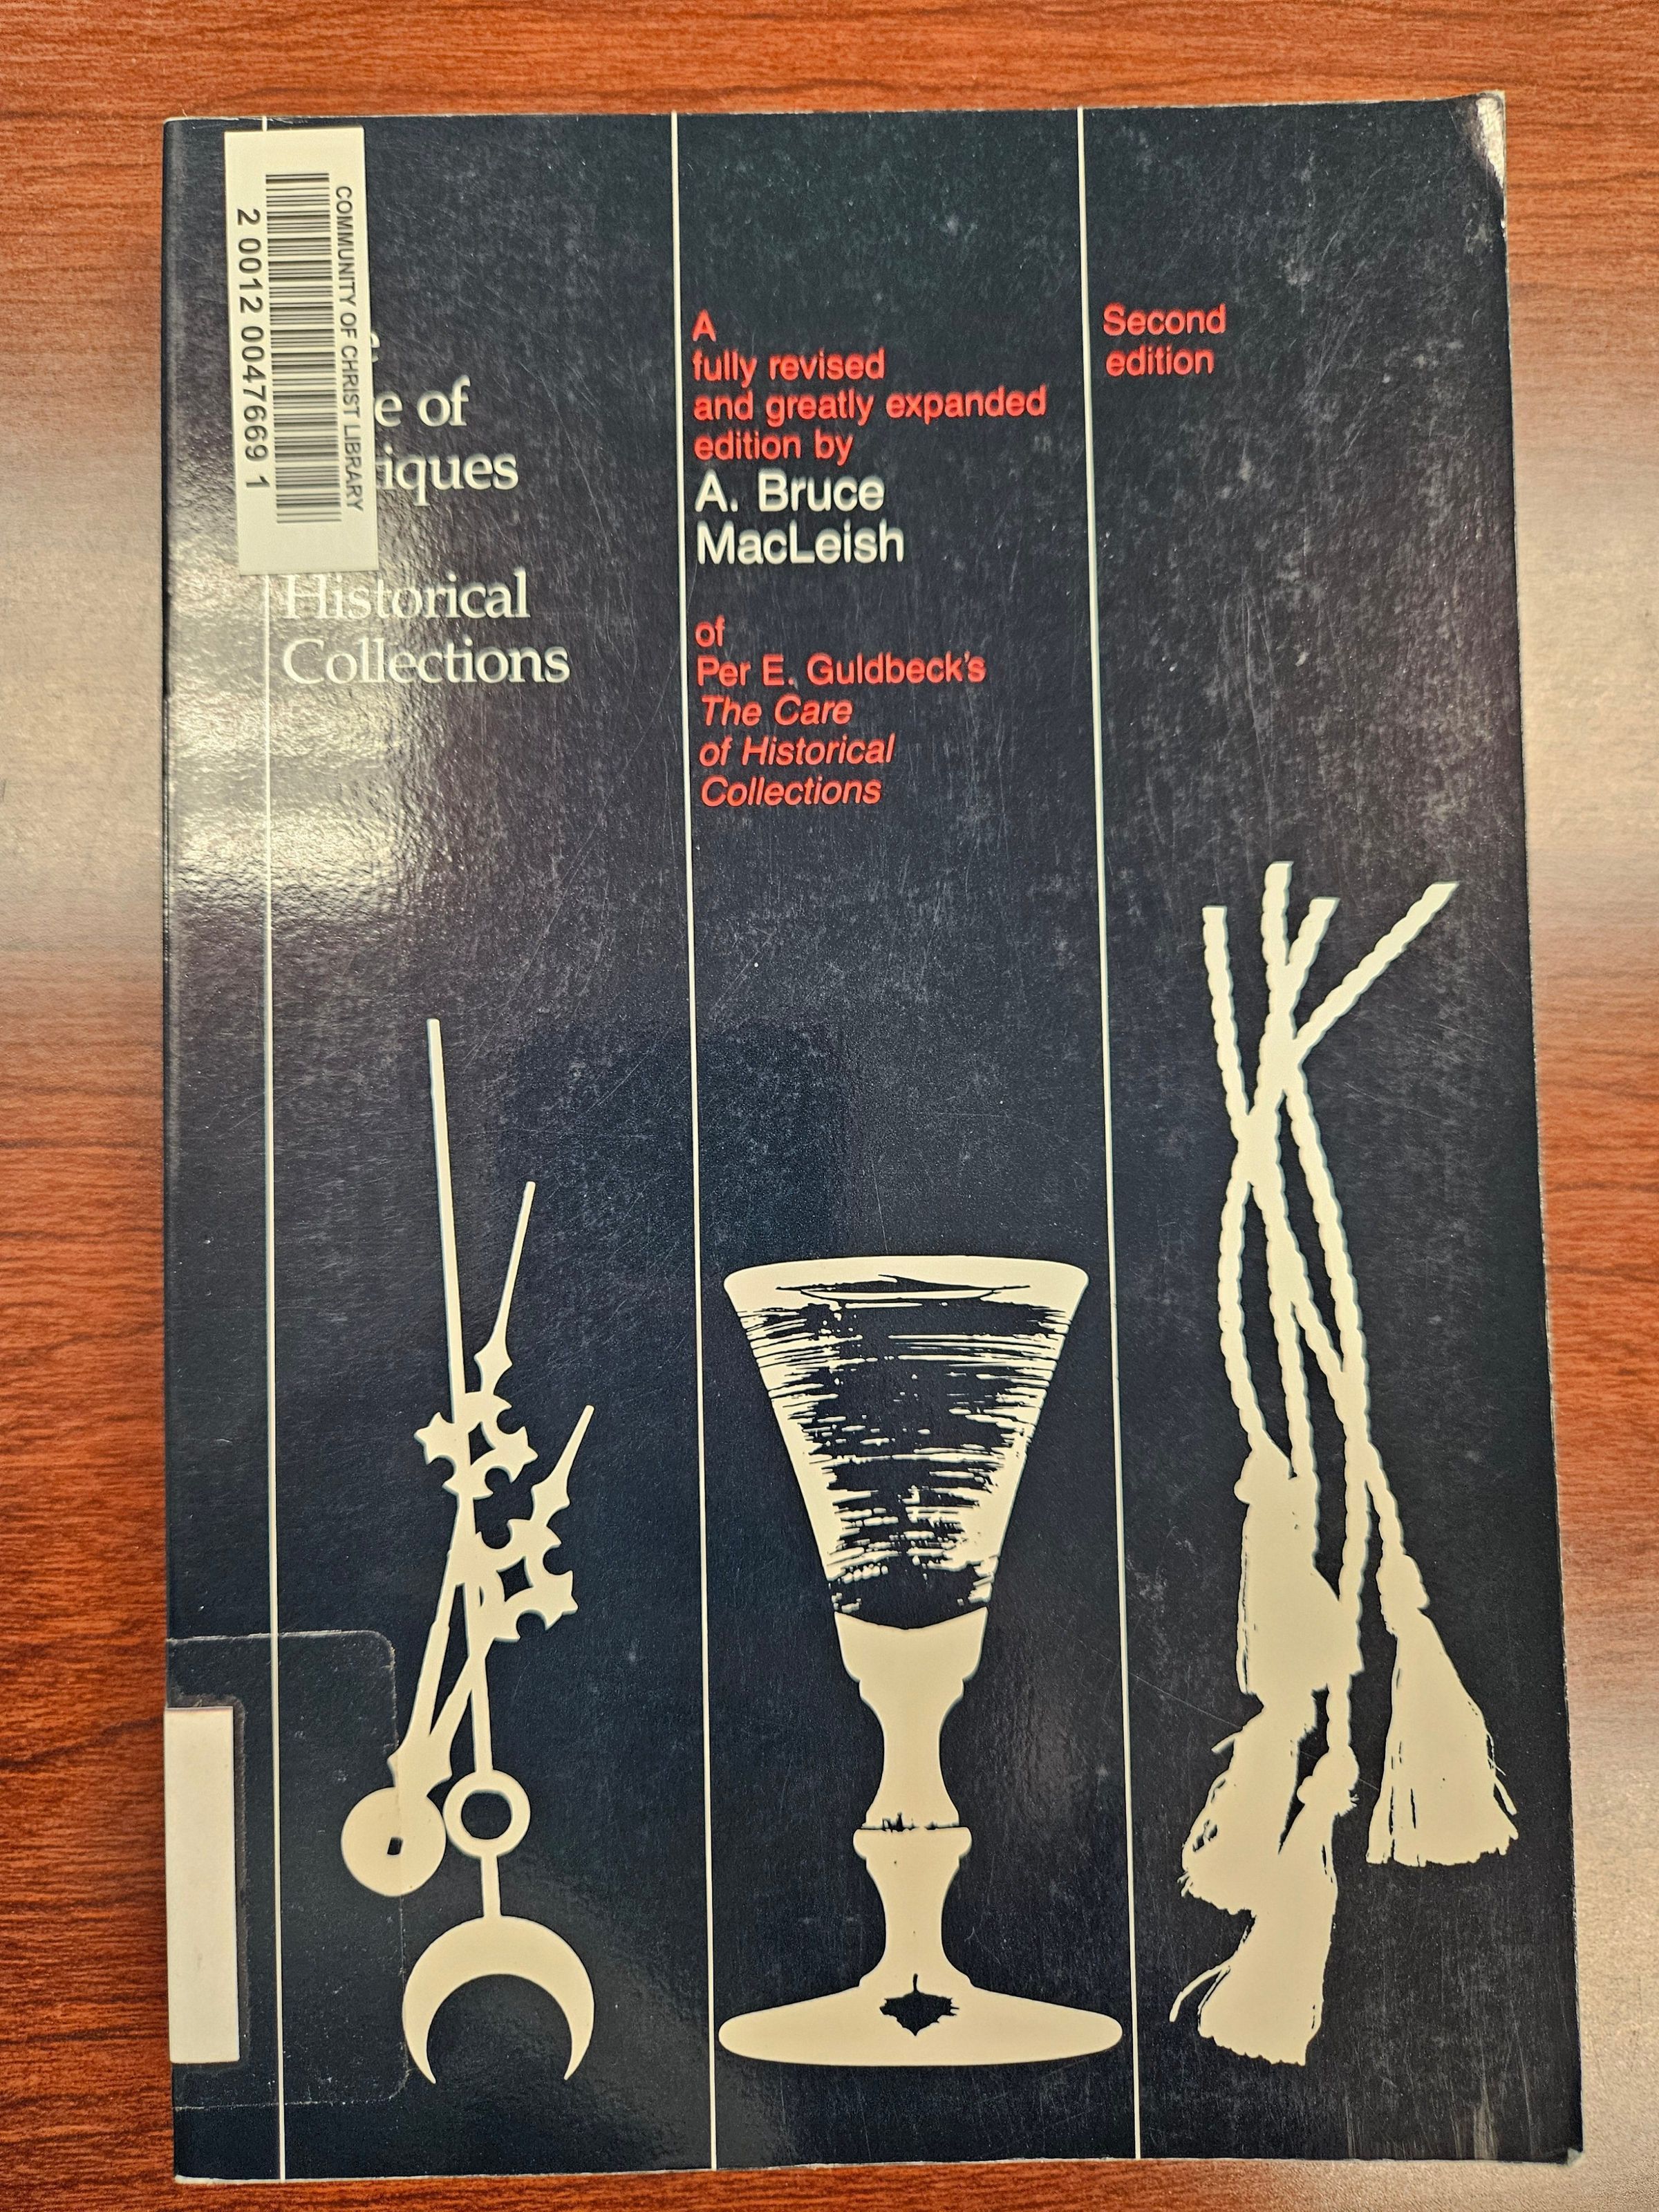 COMMUNITY OF CHRIST LIBRARY
2 0012 0047669 1
e
e of
iques
Historical
Collections
A
fully revised
and greatly expanded
edition by
A. Bruce
MacLeish
of
Per E. Guldbeck's
The Care
of Historical
Collections
Second
edition